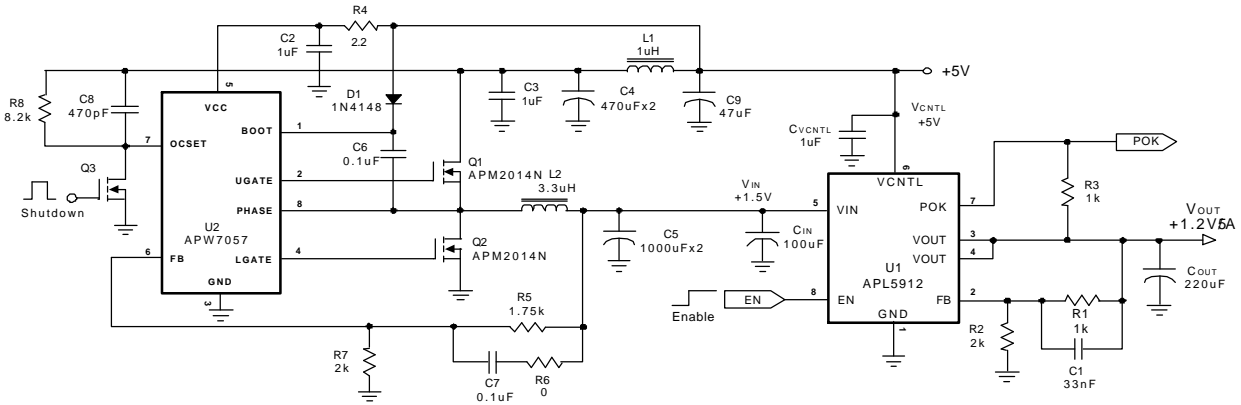 R4
2.2
C2
1uF
L1
1uH
+5V
R8
8.2k
C8
470pF
5
VCC
D1
1N4148
C3
1uF
C4
470uFx2
C9
47uF
VCNTL
+5V
CVCNTL
1uF
7
OCSET
BOOT
1
C6
0.1uF
Q3
Shutdown
UGATE
2
Q1
APM2014N
L2
3.3uH
PHASE
8
U2
APW7057
6
FB
LGATE
4
Q2
APM2014N
GND
3
C5
1000uFx2
VIN
+1.5V
CIN
100uF
5
VIN
6
VCNTL
POK
7
POK
R3
1k
VOUT
3
VOUT
4
VOUT
U1
APL5912
COUT
220uF
Enable
EN
8
EN
FB
2
GND
1
R2
2k
R1
1k
C1
33nF
R5
1.75k
R7
2k
C7
0.1uF
R6
0